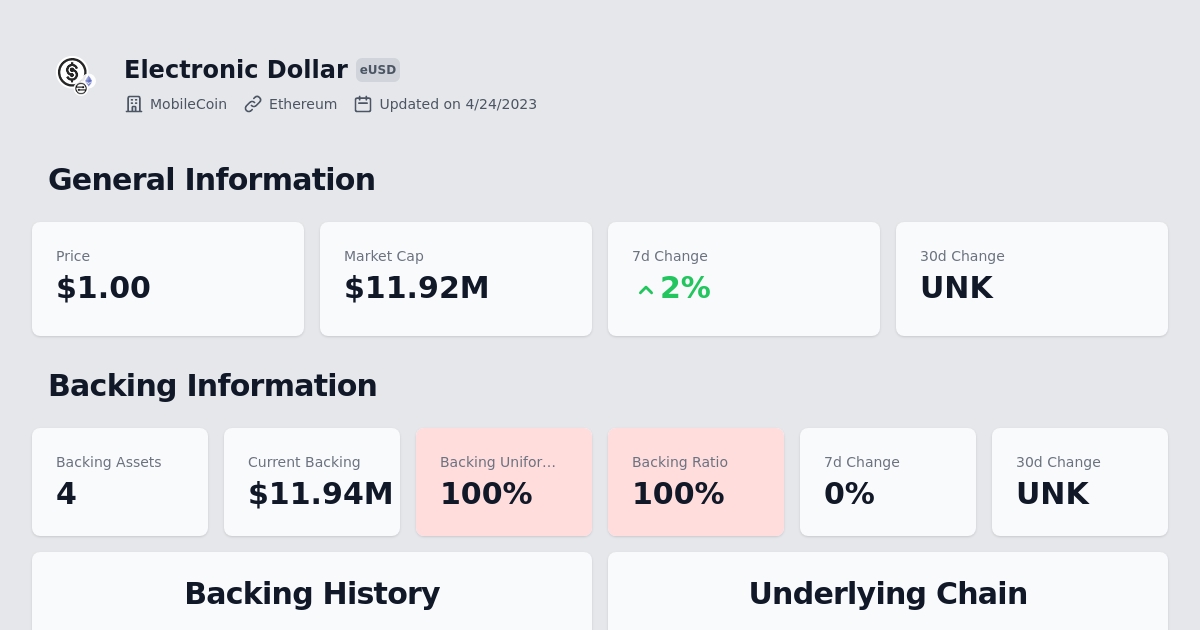 Electronic Dollar eUSD
MobileCoin Ethereum Updated on 4/24/2023
General Information
Price
$1.00
Market Cap
$11.92M
7d Change
2%
30d Change
UNK
Backing Information
Backing Assets
4
Current Backing
$11.94M
Backing Unifor...
100%
Backing Ratio
100%
7d Change
0%
30d Change
UNK
Backing History
Underlying Chain